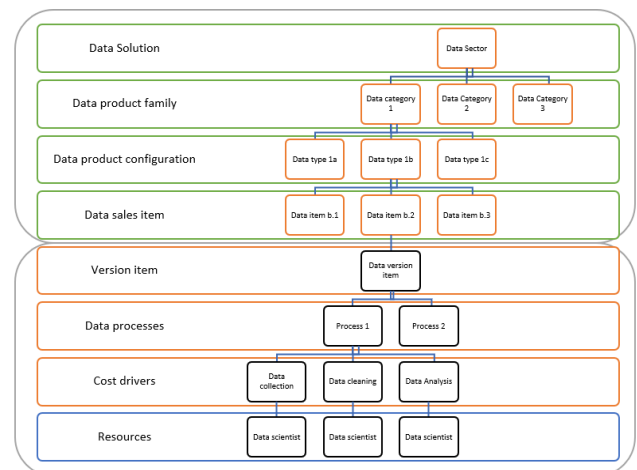 Data Solution
Data Sector
Data product family
Data category
1
Data Category
2
Data Category
3
Data product configuration
Data type 1a
Data type 1b
Data type 1c
Data sales item
Data item b.1
Data item b.2
Data item b.3
Version item
Data version
item
Data processes
Process 1
Process 2
Cost drivers
Data
collection
Data cleaning
Data Analysis
Resources
Data scientist
Data scientist
Data scientist